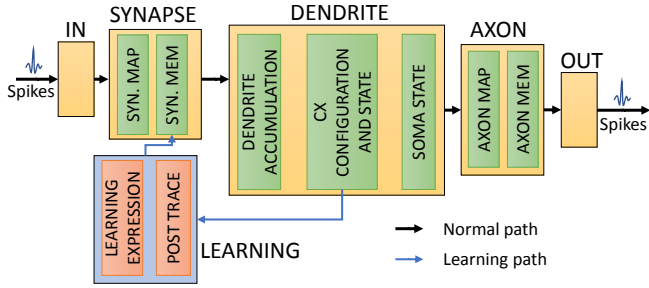 IN
SYNAPSE
DENDRITE
AXON
OUT
Spikes
SYN. MAP
SYN. MEM
DENDRITE
ACCUMULATION
CX
CONFIGURATION
AND STATE
SOMA STATE
AXON MAP
AXON MEM
Spikes
LEARNING
EXPRESSION
POST TRACE
LEARNING
Normal path
Learning path